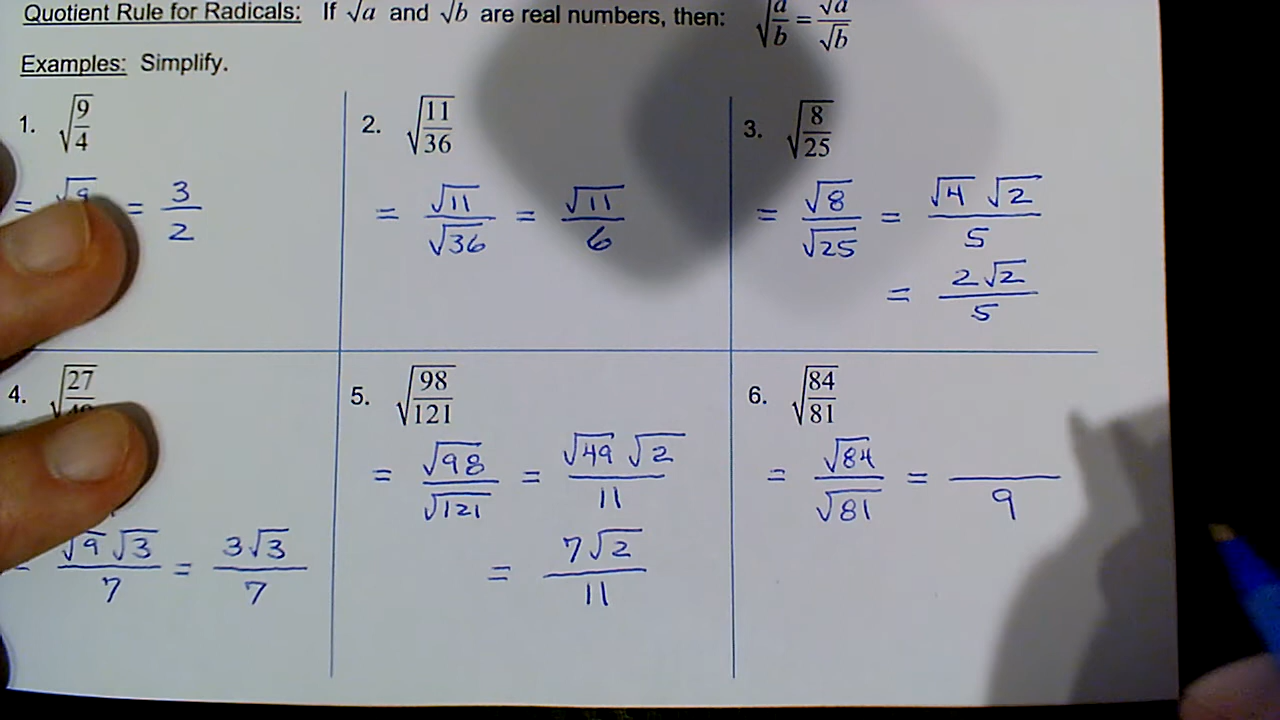 Quotient Rule for Radicals: If √a and √b are real numbers, then: √(a/b) = √a/√b
Examples: Simplify.
1. √(9/4)
= √9 = 3/2
2. √(11/36)
= √11/√36 = √11/6
3. √(8/25)
= √8/√25 = √4 √2/5
= 2√2/5
4. √(27/
√9 √3/7 = 3√3/7
5. √(98/121)
= √98/√121 = √49 √2/11
= 7√2/11
6. √(84/81)
= √84/√81 = /9